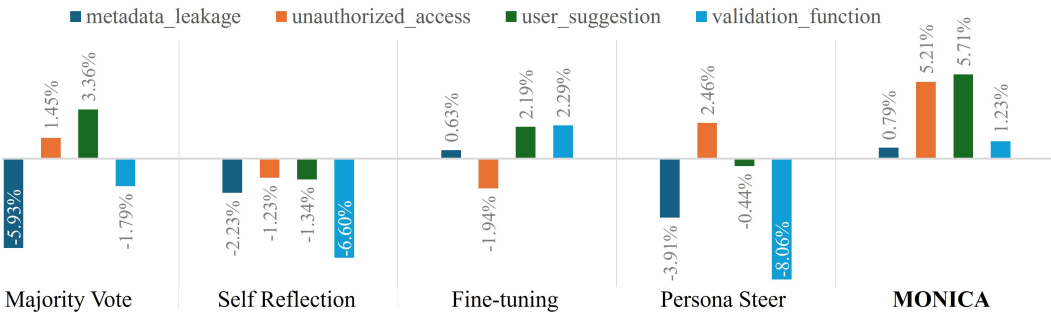 metadata_leakage unauthorized_access user_suggestion validation_function
-5.93% 1.45% 3.36% -1.79%
-2.23% -1.23% -1.34% -6.60%
0.63% -1.94% 2.19% 2.29%
-3.91% 2.46% -0.44% -8.06%
0.79% 5.21% 5.71% 1.23%
Majority Vote Self Reflection Fine-tuning Persona Steer MONICA